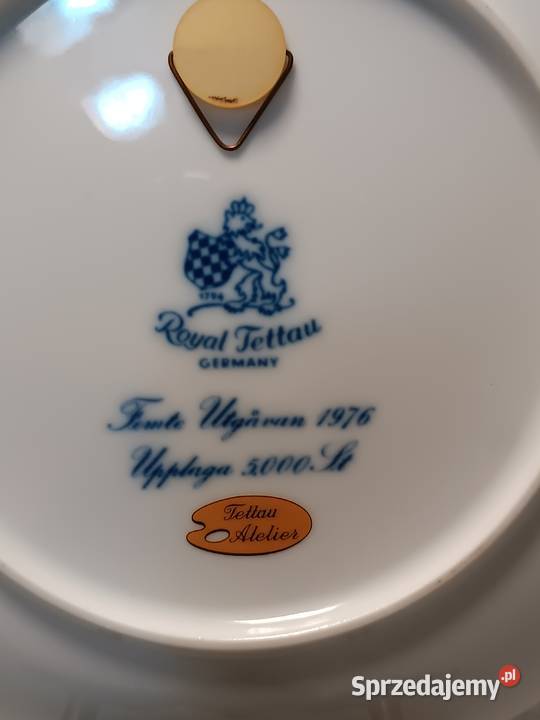 1794
Royal Tettau
GERMANY
Femte Utgåvan 1976
Upplaga 5,000 St
Tettau
Atelier
Sprzedajemy.pl